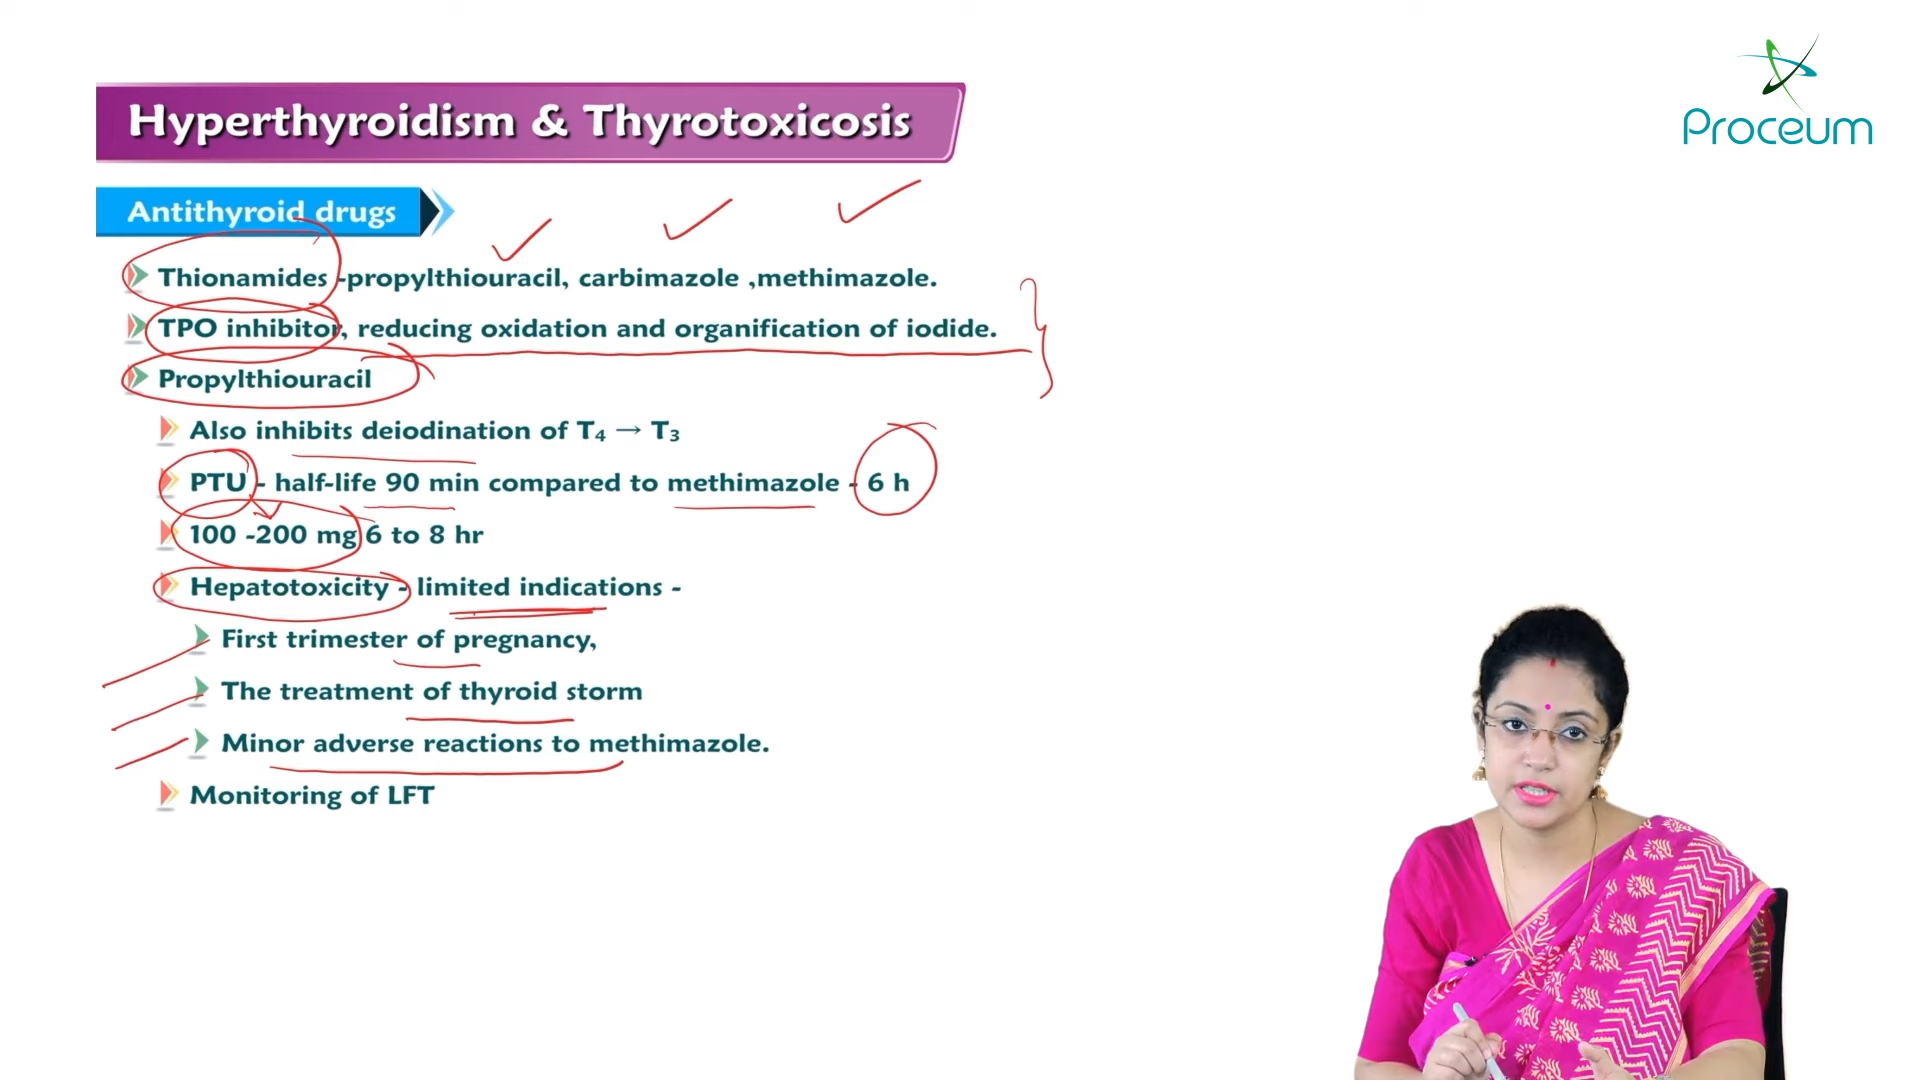 Proceum
Hyperthyroidism & Thyrotoxicosis
Antithyroid drugs
Thionamides -propylthiouracil, carbimazole ,methimazole.
TPO inhibitor, reducing oxidation and organification of iodide.
Propylthiouracil
Also inhibits deiodination of T₄ → T₃
PTU - half-life 90 min compared to methimazole - 6 h
100 -200 mg 6 to 8 hr
Hepatotoxicity - limited indications -
First trimester of pregnancy,
The treatment of thyroid storm
Minor adverse reactions to methimazole.
Monitoring of LFT